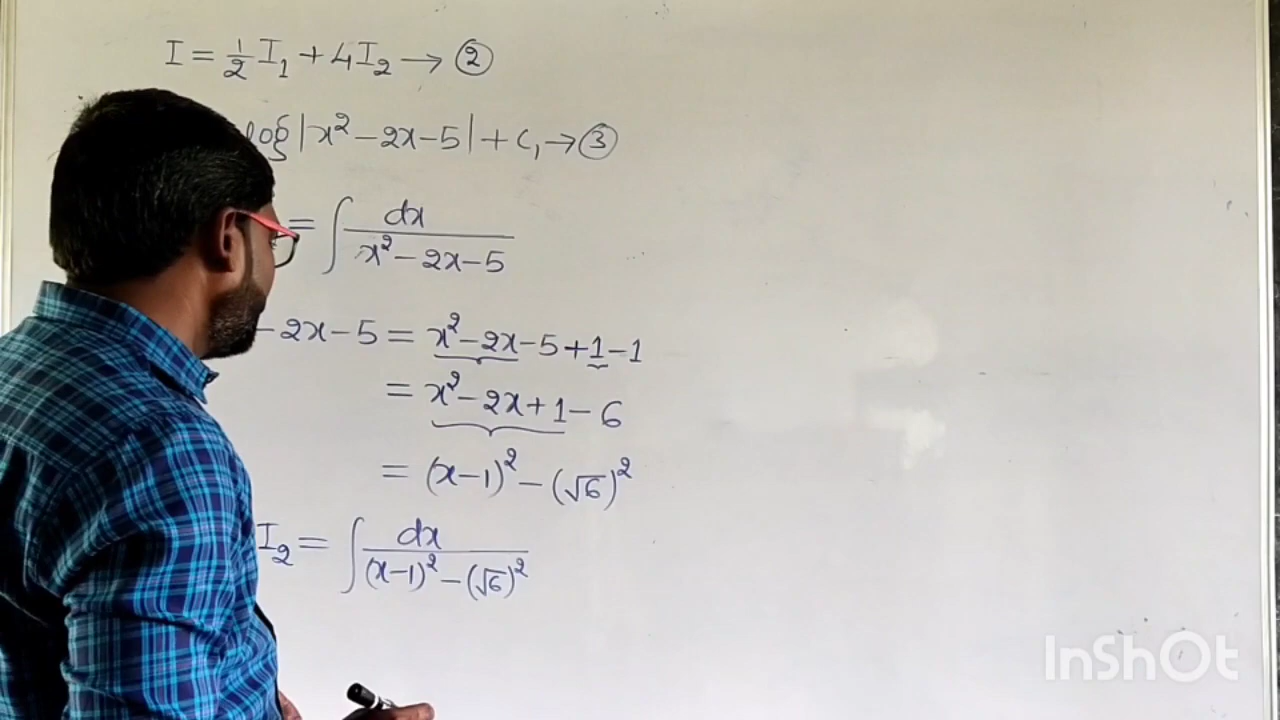 I = 1/2 I₁ + 4I₂ → ②
log |x² - 2x - 5| + C₁ → ③
= ∫ dx / x² - 2x - 5
- 2x - 5 = x² - 2x - 5 + 1 - 1
= x² - 2x + 1 - 6
= (x-1)² - (√6)²
I₂ = ∫ dx / (x-1)² - (√6)²
InShOt